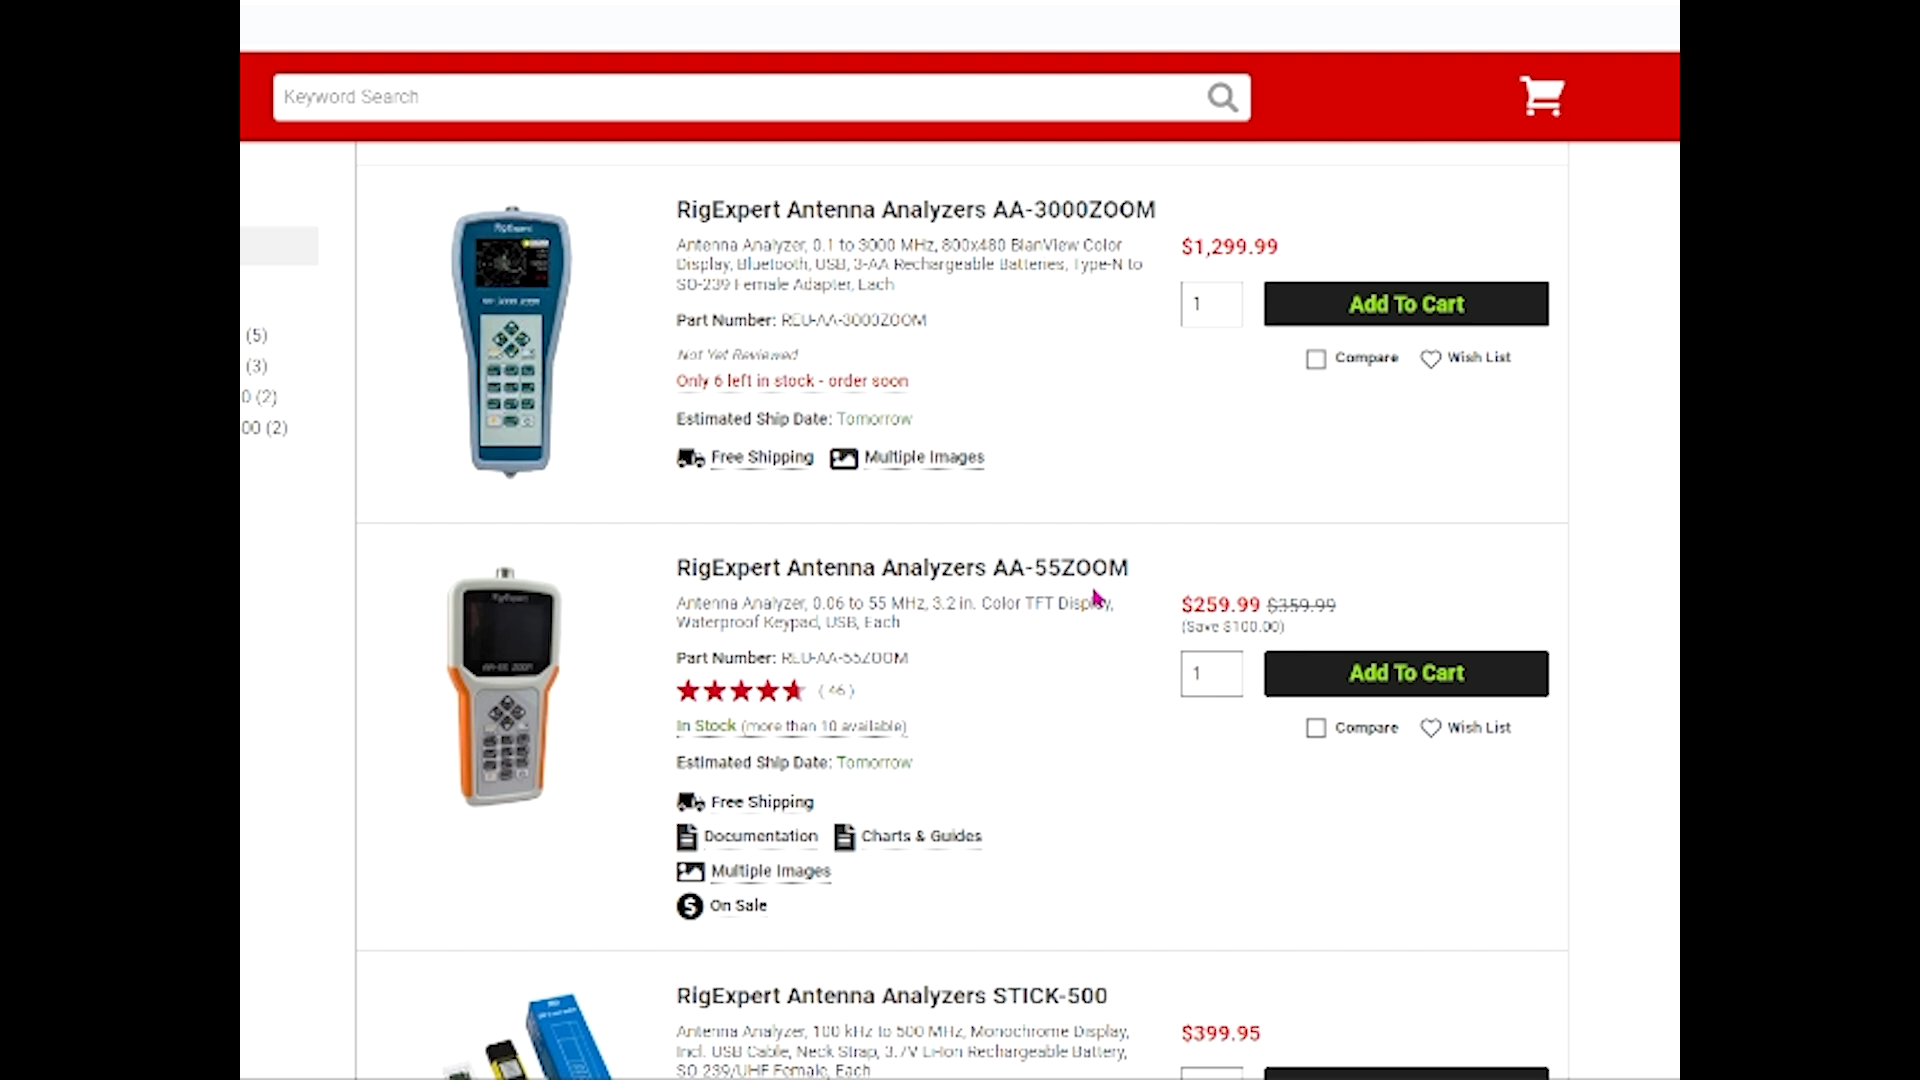 Keyword Search
RigExpert Antenna Analyzers AA-3000ZOOM
Antenna Analyzer, 0.1 to 3000 MHz, 800x480 BlanView Color
Display, Bluetooth, USB, 3-AA Rechargeable Batteries, Type-N to
SO-239 Female Adapter, Each
$1,299.99
1
Add To Cart
Part Number: REU-AA-3000ZOOM
Not Yet Reviewed
Compare
Wish List
Only 6 left in stock - order soon
Estimated Ship Date: Tomorrow
Free Shipping
Multiple Images
(5)
(3)
0 (2)
00 (2)
RigExpert
RigExpert Antenna Analyzers AA-55ZOOM
Antenna Analyzer, 0.06 to 55 MHz, 3.2 in. Color TFT Display,
Waterproof Keypad, USB, Each
$259.99 $359.99
(Save $100.00)
1
Add To Cart
Part Number: REU-AA-55ZOOM
(46)
Compare
Wish List
In Stock (more than 10 available)
Estimated Ship Date: Tomorrow
Free Shipping
Documentation
Charts & Guides
Multiple Images
On Sale
RigExpert
AA-55 ZOOM
RigExpert Antenna Analyzers STICK-500
Antenna Analyzer, 100 kHz to 500 MHz, Monochrome Display,
Incl. USB Cable, Neck Strap, 3.7V Li-Ion Rechargeable Battery,
SO-239/UHF Female, Each
$399.95